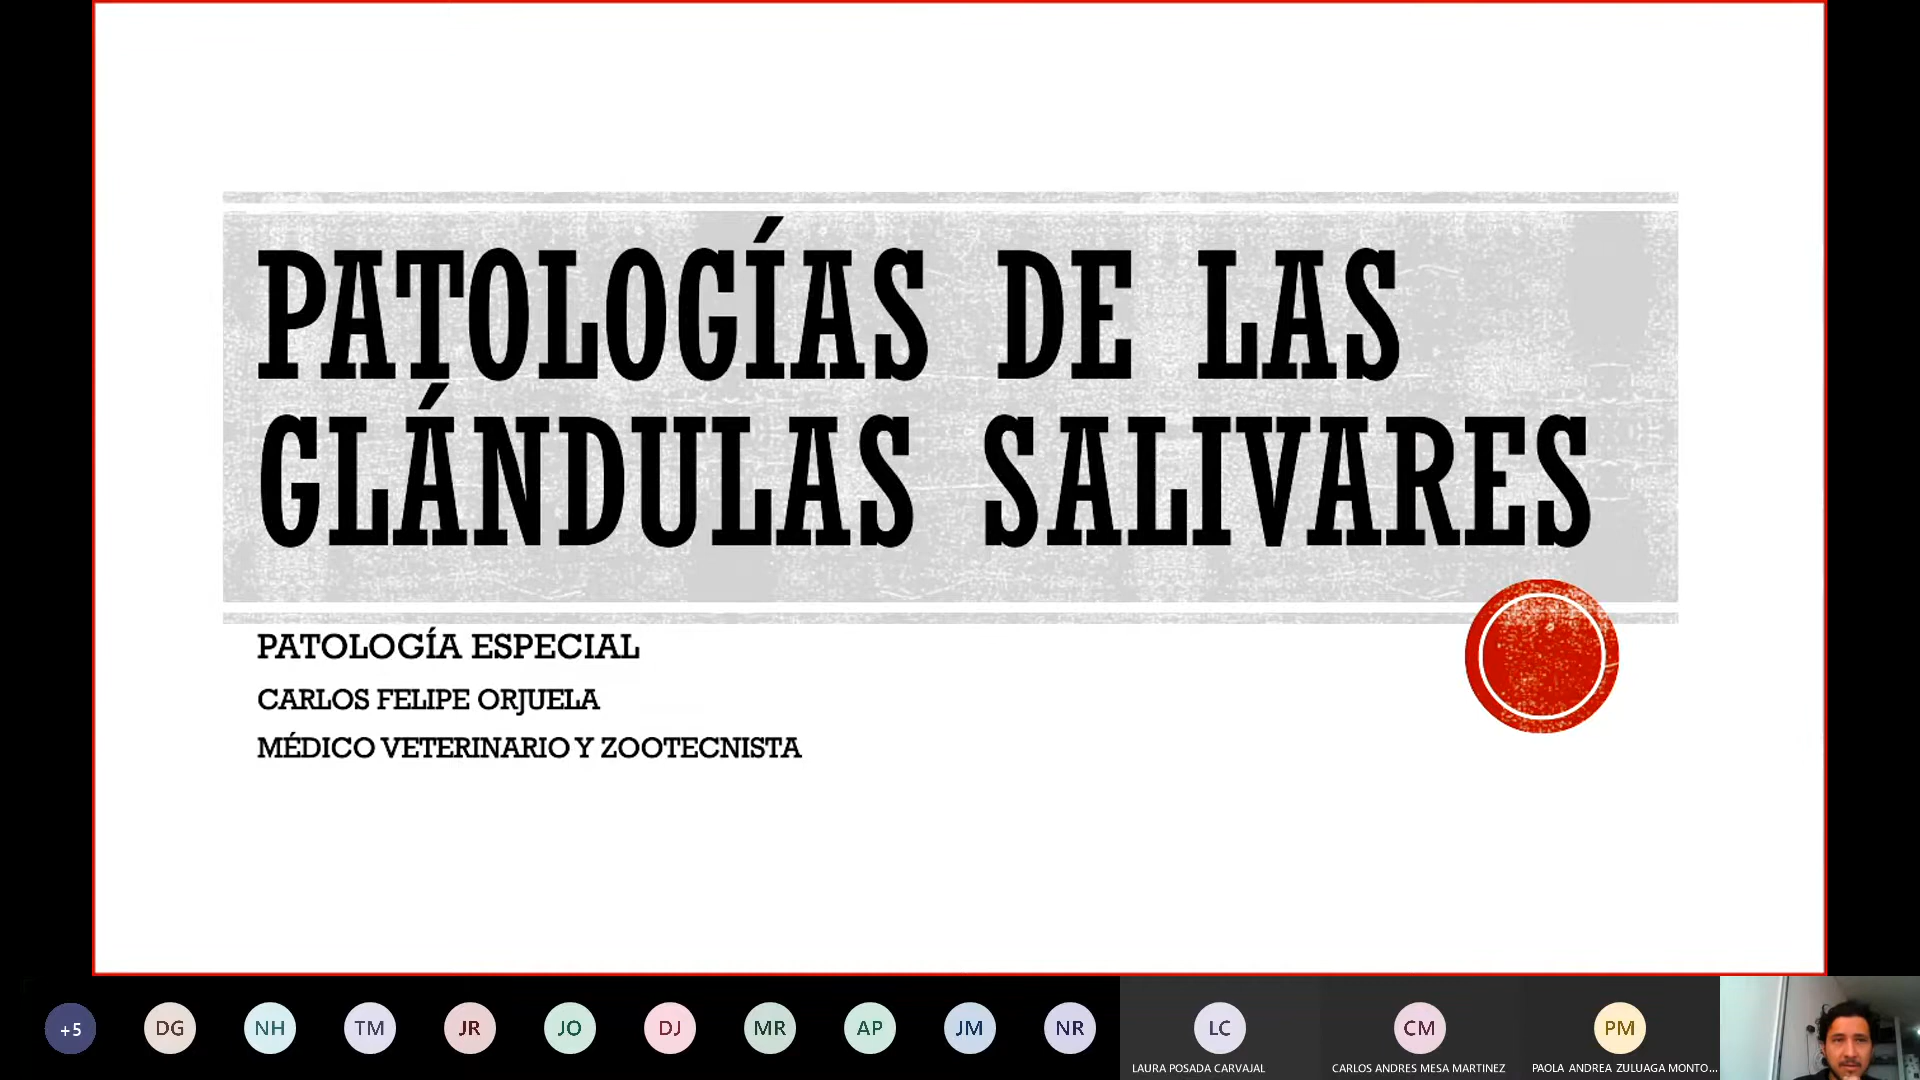 PATOLOGÍAS DE LAS
GLÁNDULAS SALIVARES
PATOLOGÍA ESPECIAL
CARLOS FELIPE ORJUELA
MÉDICO VETERINARIO Y ZOOTECNISTA
+5
DG
NH
TM
JR
JO
DJ
MR
AP
JM
NR
LC
CM
PM
LAURA POSADA CARVAJAL
CARLOS ANDRES MESA MARTINEZ
PAOLA ANDREA ZULUAGA MONTO...